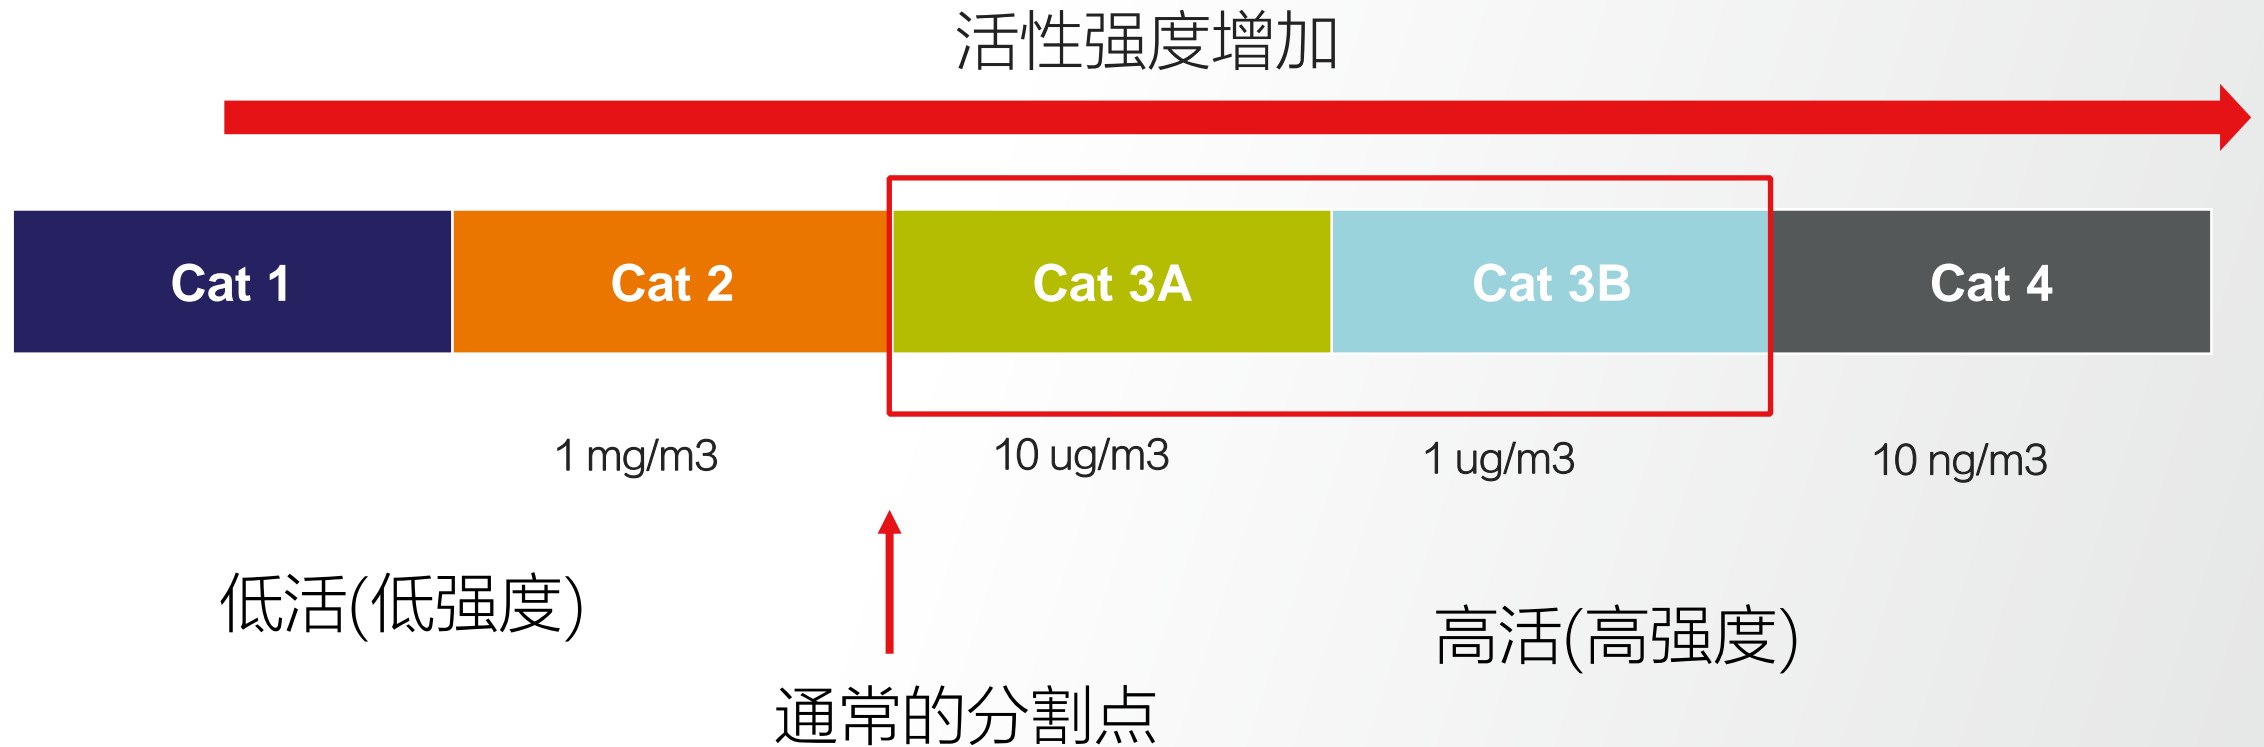 活性强度增加
Cat 1 Cat 2 Cat 3A Cat 3B Cat 4
1 mg/m3 10 ug/m3 1 ug/m3 10 ng/m3
低活(低强度)
高活(高强度)
通常的分割点